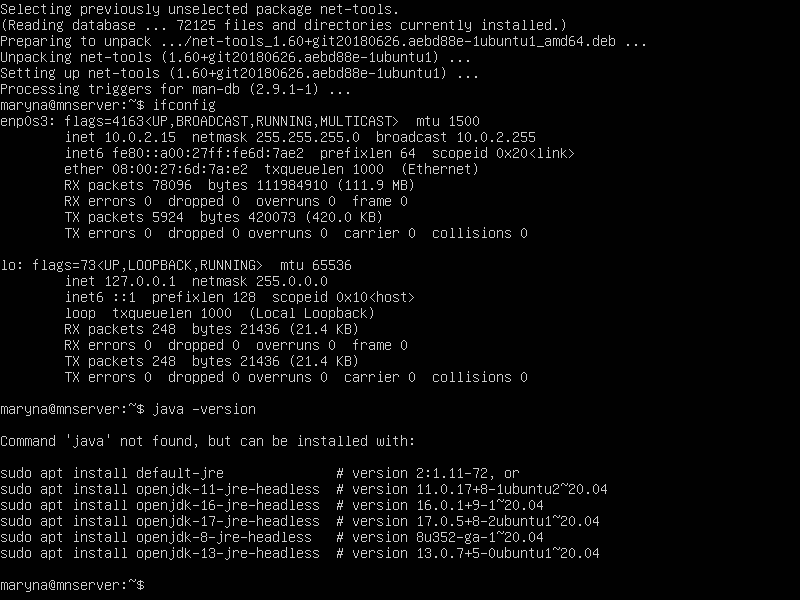 Selecting previously unselected package net-tools.
(Reading database ... 72125 files and directories currently installed.)
Preparing to unpack .../net-tools_1.60+git20180626.aebd88e-1ubuntu1_amd64.deb ...
Unpacking net-tools (1.60+git20180626.aebd88e-1ubuntu1) ...
Setting up net-tools (1.60+git20180626.aebd88e-1ubuntu1) ...
Processing triggers for man-db (2.9.1-1) ...
maryna@mnserver:~$ ifconfig
enp0s3: flags=4163<UP,BROADCAST,RUNNING,MULTICAST>  mtu 1500
        inet 10.0.2.15  netmask 255.255.255.0  broadcast 10.0.2.255
        inet6 fe80::a00:27ff:fe6d:7ae2  prefixlen 64  scopeid 0x20<link>
        ether 08:00:27:6d:7a:e2  txqueuelen 1000  (Ethernet)
        RX packets 78096  bytes 111984910 (111.9 MB)
        RX errors 0  dropped 0  overruns 0  frame 0
        TX packets 5924  bytes 420073 (420.0 KB)
        TX errors 0  dropped 0 overruns 0  carrier 0  collisions 0

lo: flags=73<UP,LOOPBACK,RUNNING>  mtu 65536
        inet 127.0.0.1  netmask 255.0.0.0
        inet6 ::1  prefixlen 128  scopeid 0x10<host>
        loop  txqueuelen 1000  (Local Loopback)
        RX packets 248  bytes 21436 (21.4 KB)
        RX errors 0  dropped 0  overruns 0  frame 0
        TX packets 248  bytes 21436 (21.4 KB)
        TX errors 0  dropped 0 overruns 0  carrier 0  collisions 0

maryna@mnserver:~$ java -version

Command 'java' not found, but can be installed with:

sudo apt install default-jre              # version 2:1.11-72, or
sudo apt install openjdk-11-jre-headless  # version 11.0.17+8-1ubuntu2~20.04
sudo apt install openjdk-16-jre-headless  # version 16.0.1+9-1~20.04
sudo apt install openjdk-17-jre-headless  # version 17.0.5+8-2ubuntu1~20.04
sudo apt install openjdk-8-jre-headless   # version 8u352-ga-1~20.04
sudo apt install openjdk-13-jre-headless  # version 13.0.7+5-0ubuntu1~20.04

maryna@mnserver:~$